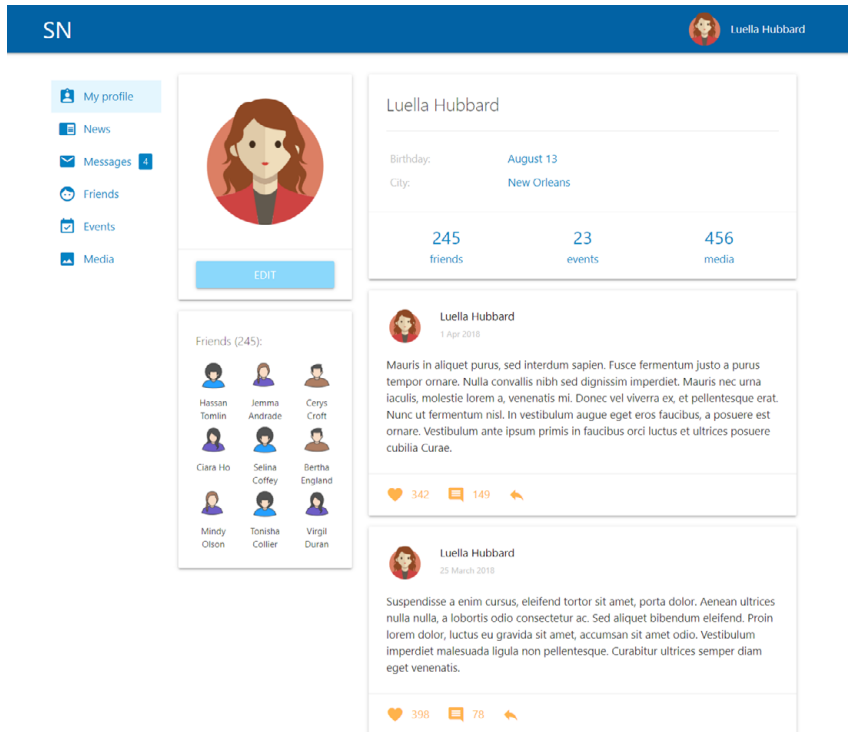 SN
Luella Hubbard
My profile
News
Messages 4
Friends
Events
Media
EDIT
Friends (245):
Hassan Tomlin
Jemma Andrade
Cerys Croft
Ciara Ho
Selina Coffey
Bertha England
Mindy Olson
Tonisha Collier
Virgil Duran
Luella Hubbard
Birthday: August 13
City: New Orleans
245 23 456
friends events media
Luella Hubbard
1 Apr 2018
Mauris in aliquet purus, sed interdum sapien. Fusce fermentum justo a purus
tempor ornare. Nulla convallis nibh sed dignissim imperdiet. Mauris nec urna
iaculis, molestie lorem a, venenatis mi. Donec vel viverra ex, et pellentesque erat.
Nunc ut fermentum nisl. In vestibulum augue eget eros faucibus, a posuere est
ornare. Vestibulum ante ipsum primis in faucibus orci luctus et ultrices posuere
cubilia Curae.
342 149
Luella Hubbard
25 March 2018
Suspendisse a enim cursus, eleifend tortor sit amet, porta dolor. Aenean ultrices
nulla nulla, a lobortis odio consectetur ac. Sed aliquet bibendum eleifend. Proin
lorem dolor, luctus eu gravida sit amet, accumsan sit amet odio. Vestibulum
imperdiet malesuada ligula non pellentesque. Curabitur ultrices semper diam
eget venenatis.
398 78